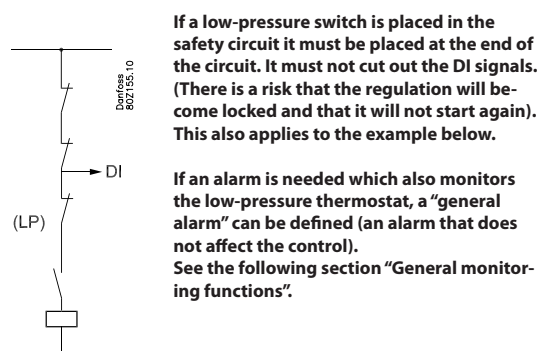 If a low-pressure switch is placed in the
safety circuit it must be placed at the end of
the circuit. It must not cut out the DI signals.
(There is a risk that the regulation will be-
come locked and that it will not start again).
This also applies to the example below.
If an alarm is needed which also monitors
the low-pressure thermostat, a “general
alarm” can be defined (an alarm that does
not affect the control).
See the following section “General monitor-
ing functions”.
Danfoss
80Z155.10
DI
(LP)